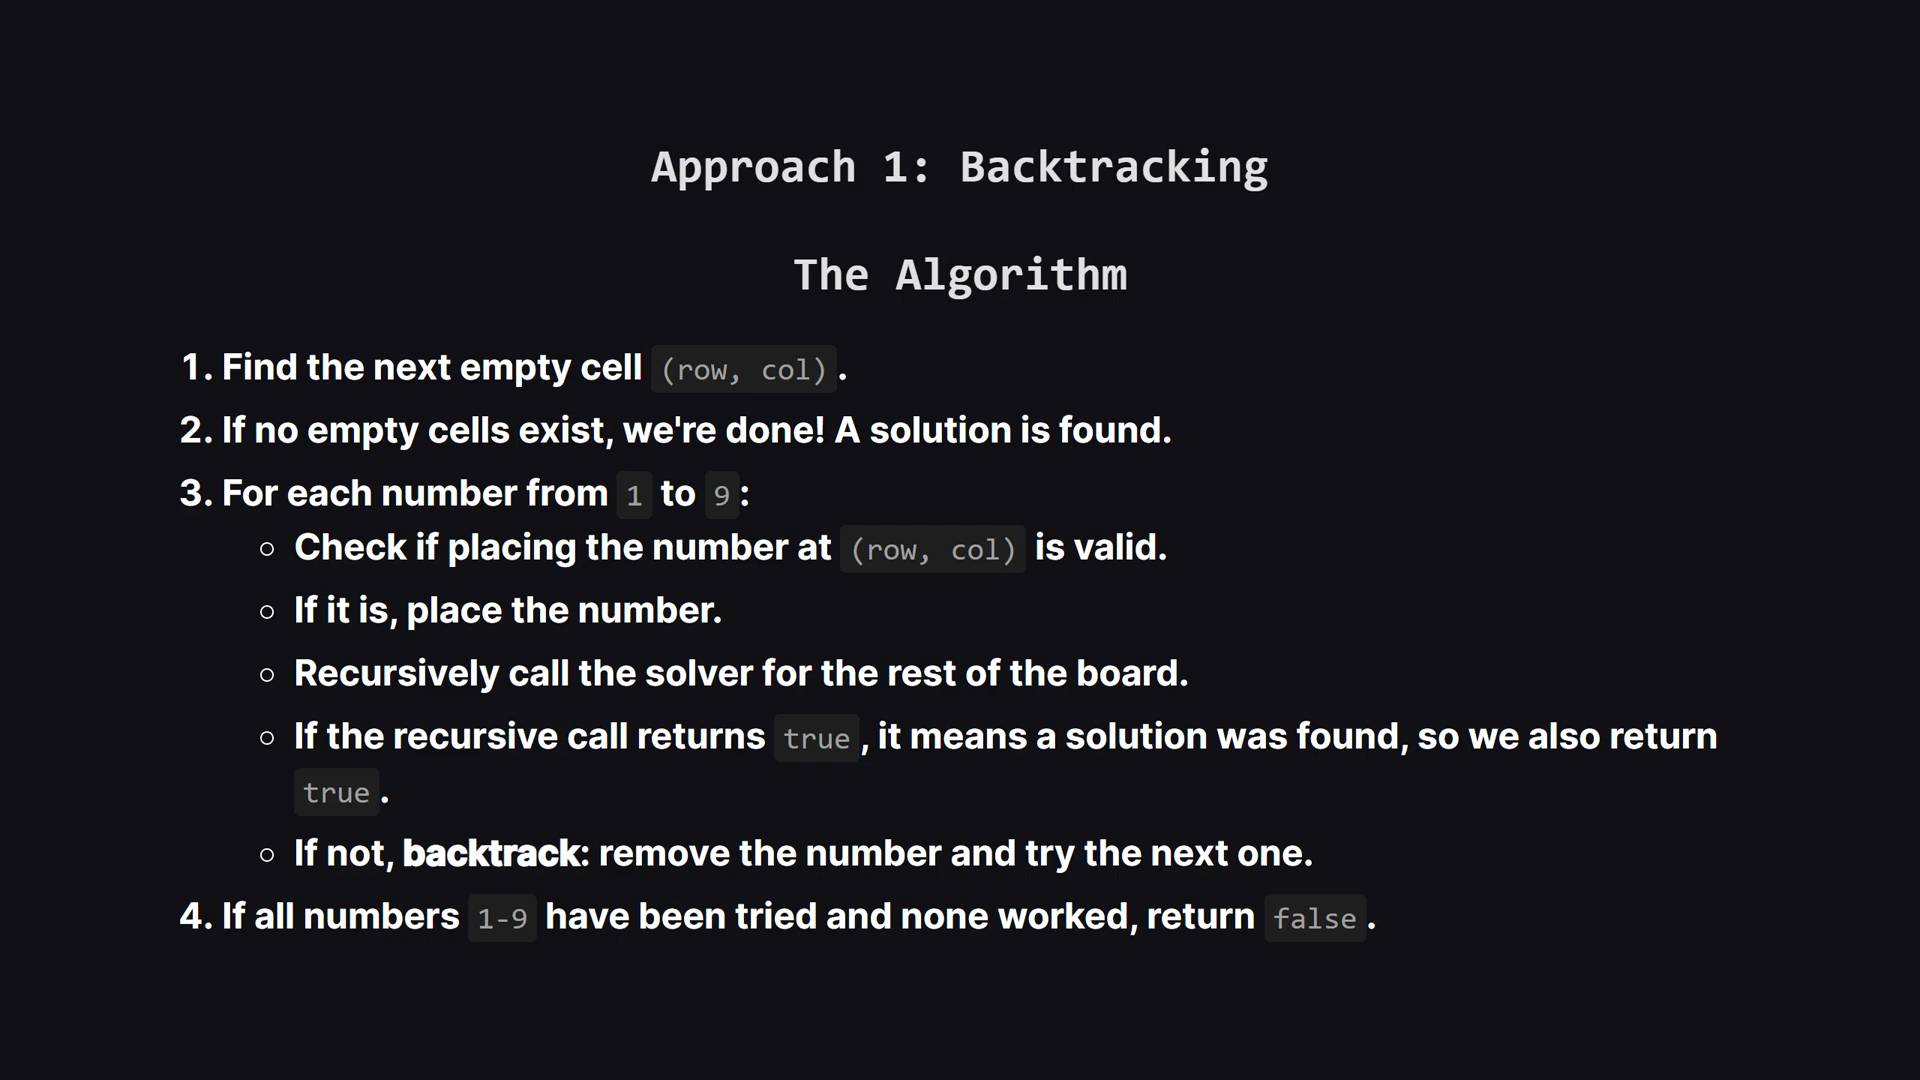 Approach 1: Backtracking
The Algorithm
1. Find the next empty cell (row, col).
2. If no empty cells exist, we're done! A solution is found.
3. For each number from 1 to 9:
○ Check if placing the number at (row, col) is valid.
○ If it is, place the number.
○ Recursively call the solver for the rest of the board.
○ If the recursive call returns true, it means a solution was found, so we also return
true.
○ If not, backtrack: remove the number and try the next one.
4. If all numbers 1-9 have been tried and none worked, return false.